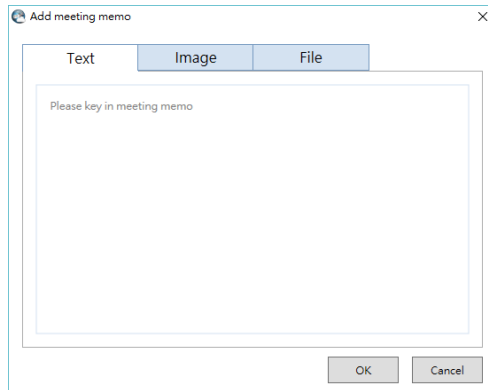 Add meeting memo
Text Image File
Please key in meeting memo
OK Cancel